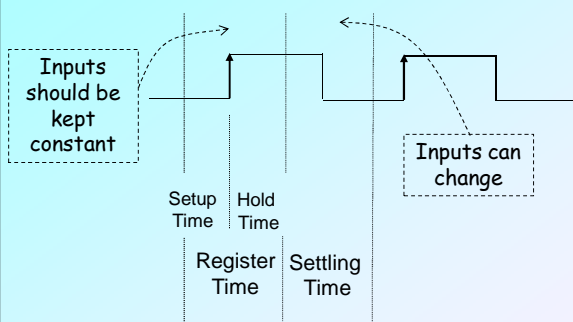 Inputs
should be
kept
constant
Inputs can
change
Setup
Time
Hold
Time
Register
Time
Settling
Time